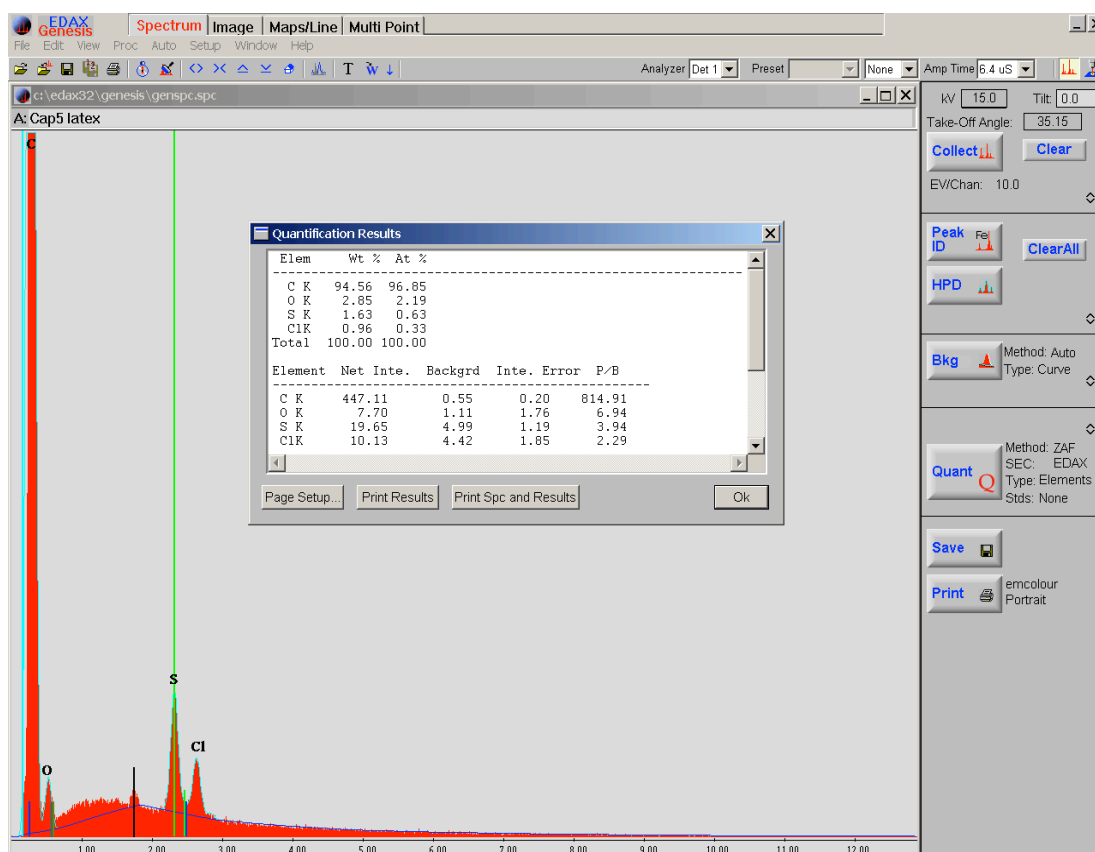 EDAX
Genesis
Spectrum Image Maps/Line Multi Point
File Edit View Proc Auto Setup Window Help
T W Analyzer Det 1 Preset None Amp Time 6.4 uS
c:\edax32\genesis\genspc.spc
A: Cap5 latex
kV 15.0 Tilt: 0.0
Take-Off Angle: 35.15
Collect Clear
EV/Chan: 10.0
Peak ID Fe ClearAll
HPD
Bkg Method: Auto
Type: Curve
Quant Q Method: ZAF
SEC: EDAX
Type: Elements
Stds: None
Save
Print emcolour
Portrait
Quantification Results
Elem Wt % At %
C K 94.56 96.85
O K 2.85 2.19
S K 1.63 0.63
ClK 0.96 0.33
Total 100.00 100.00
Element Net Inte. Backgrd Inte. Error P/B
C K 447.11 0.55 0.20 814.91
O K 7.70 1.11 1.76 6.94
S K 19.65 4.99 1.19 3.94
ClK 10.13 4.42 1.85 2.29
Page Setup... Print Results Print Spc and Results Ok
C
S
Cl
O
1.00 2.00 3.00 4.00 5.00 6.00 7.00 8.00 9.00 10.00 11.00 12.00